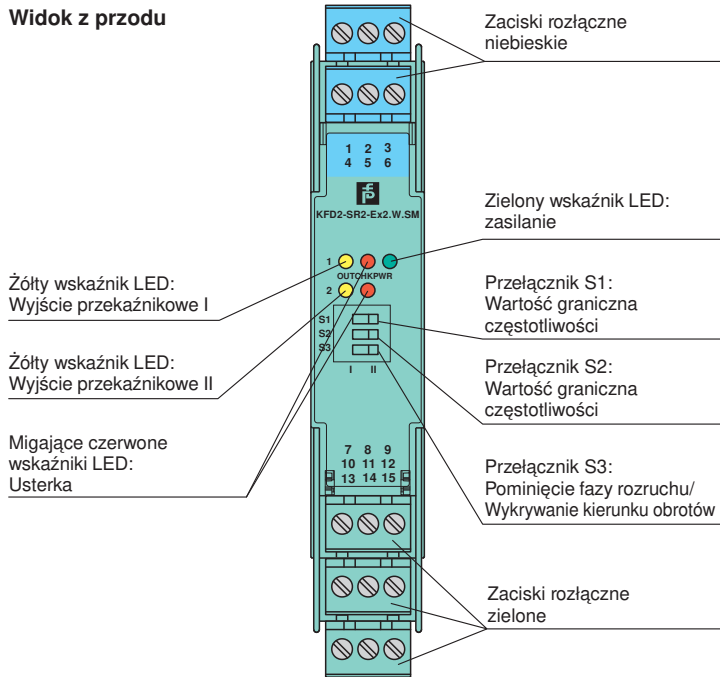 Widok z przodu
Zaciski rozłączne
niebieskie
1 2 3
4 5 6
KFD2-SR2-Ex2.W.SM
Zielony wskaźnik LED:
zasilanie
1
OUTCHKPWR
2
Żółty wskaźnik LED:
Wyjście przekaźnikowe I
Przełącznik S1:
Wartość graniczna
częstotliwości
S1
S2
S3
I II
Żółty wskaźnik LED:
Wyjście przekaźnikowe II
Przełącznik S2:
Wartość graniczna
częstotliwości
Migające czerwone
wskaźniki LED:
Usterka
7 8 9
10 11 12
13 14 15
Przełącznik S3:
Pominięcie fazy rozruchu/
Wykrywanie kierunku obrotów
Zaciski rozłączne
zielone